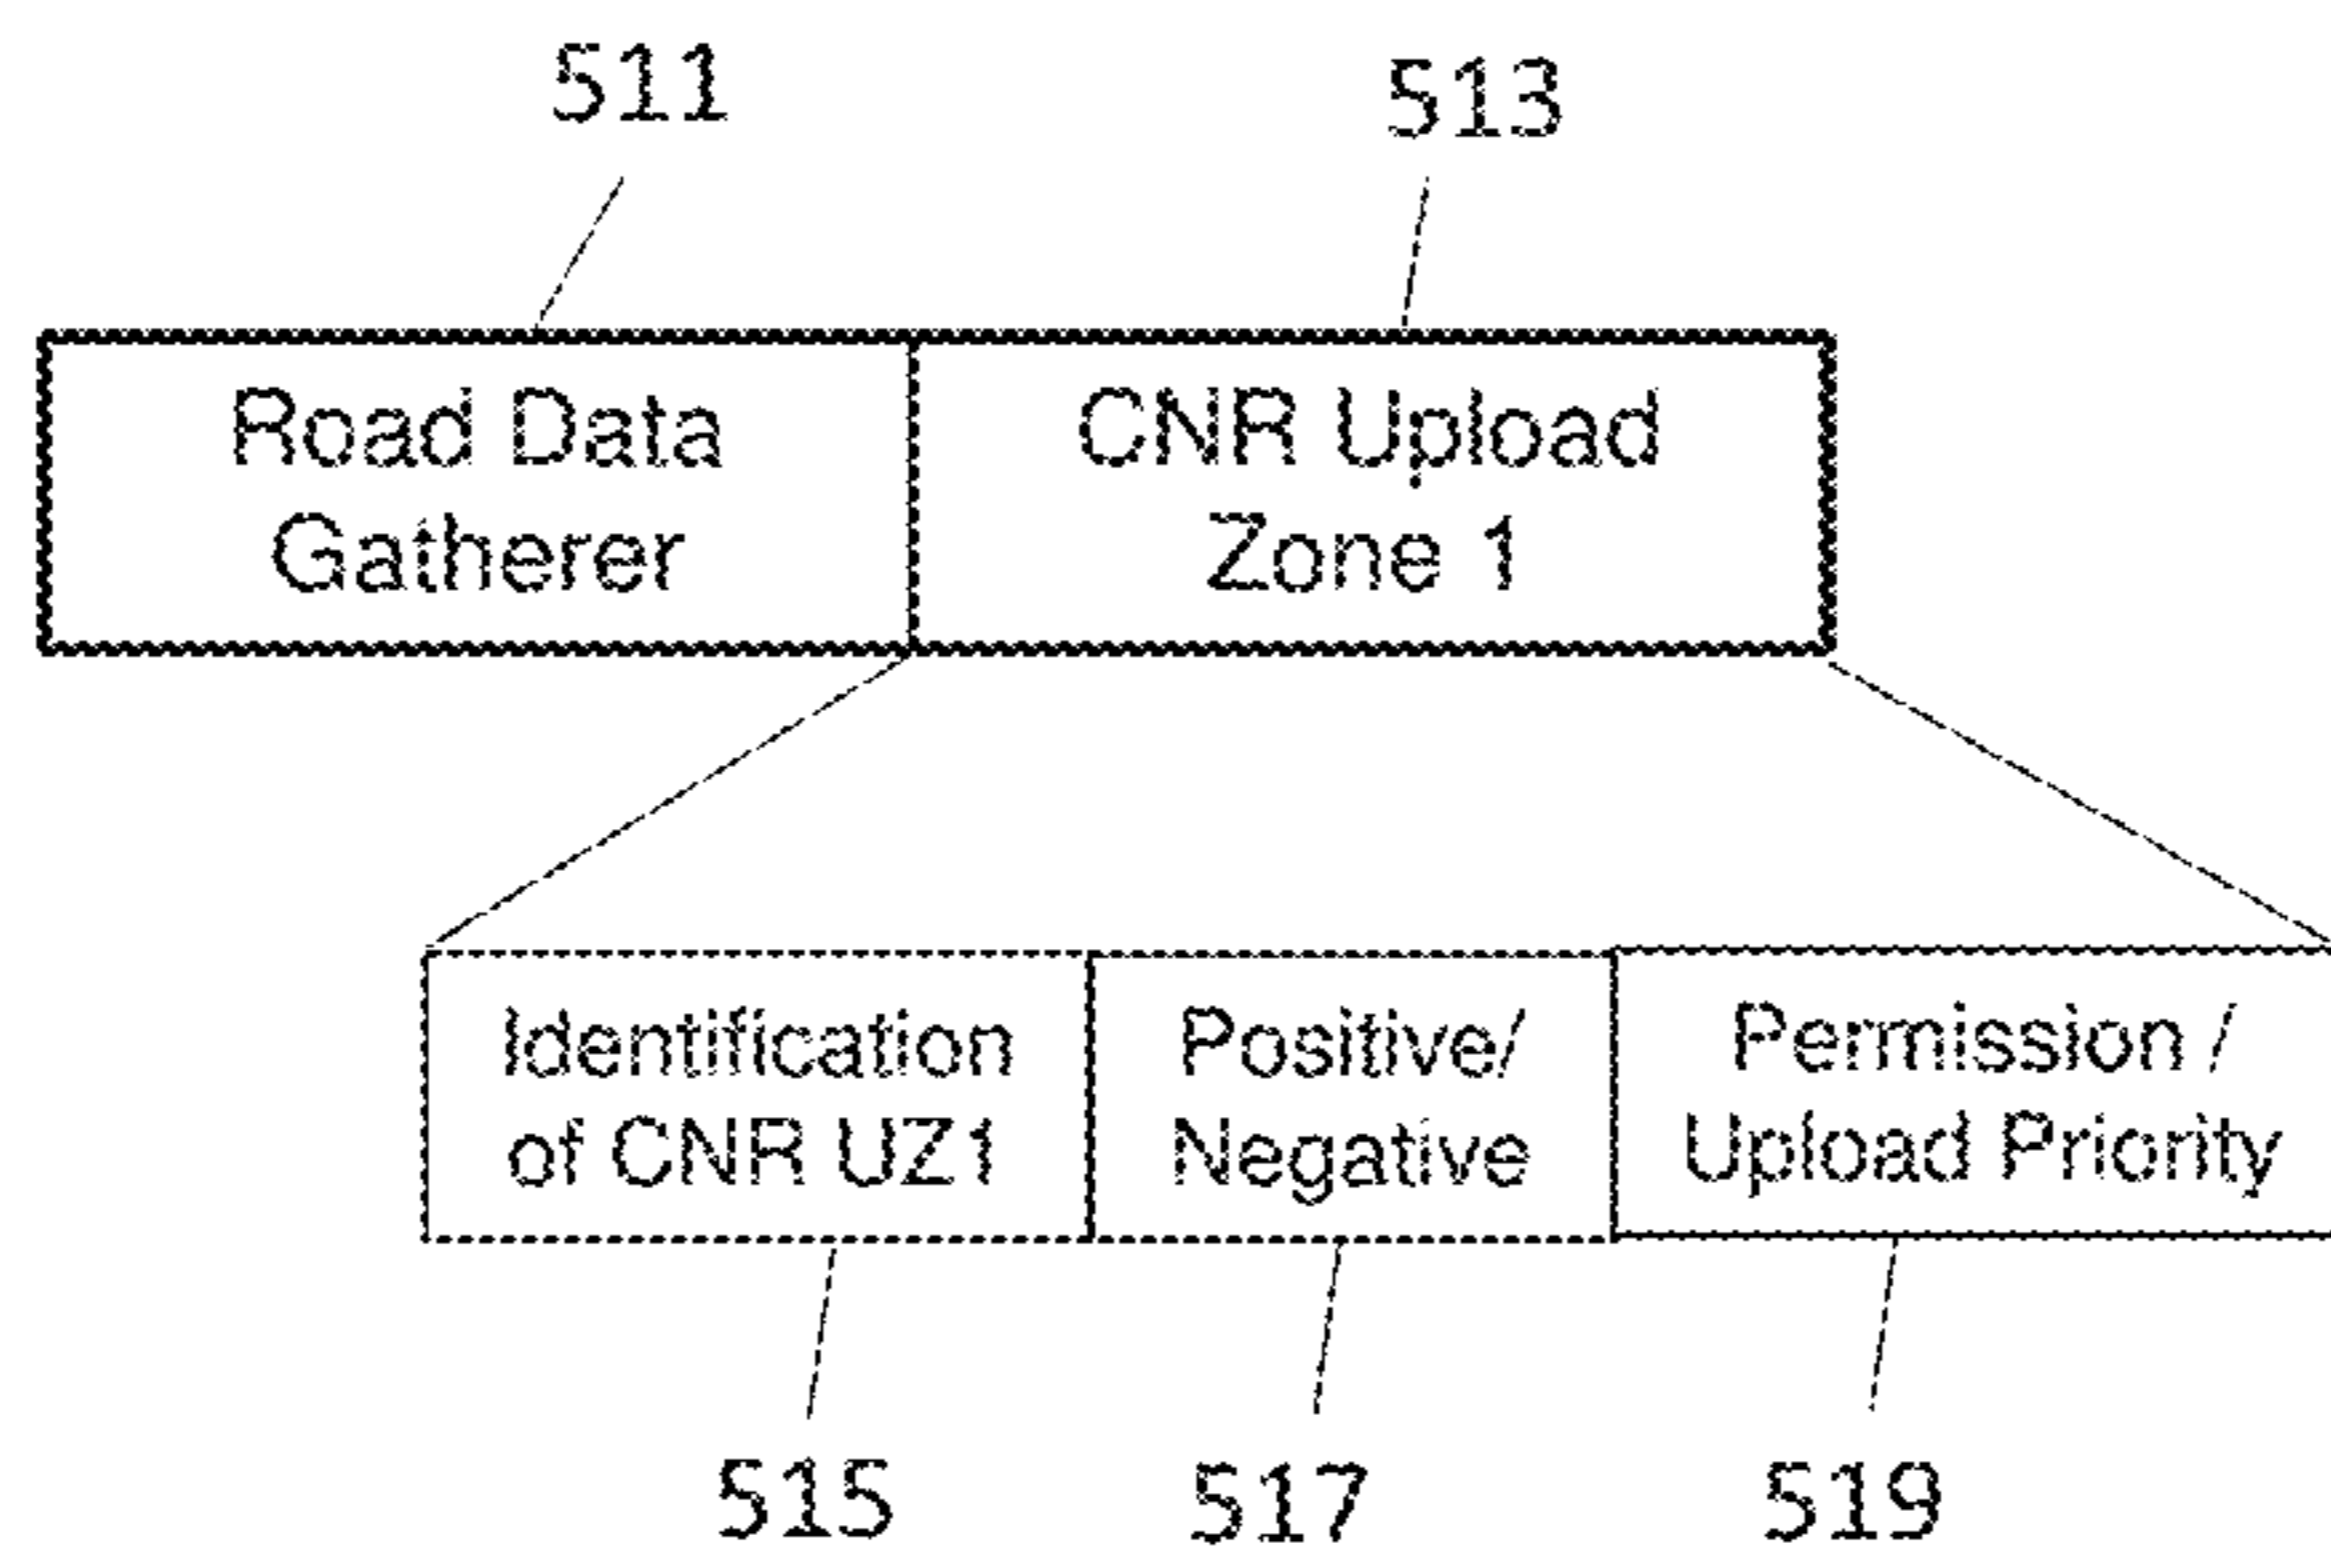 511
513
Road Data
Gatherer
CNR Upload
Zone 1
Identification
of CNR UZ1
Positive/
Negative
Permission /
Upload Priority
515
517
519